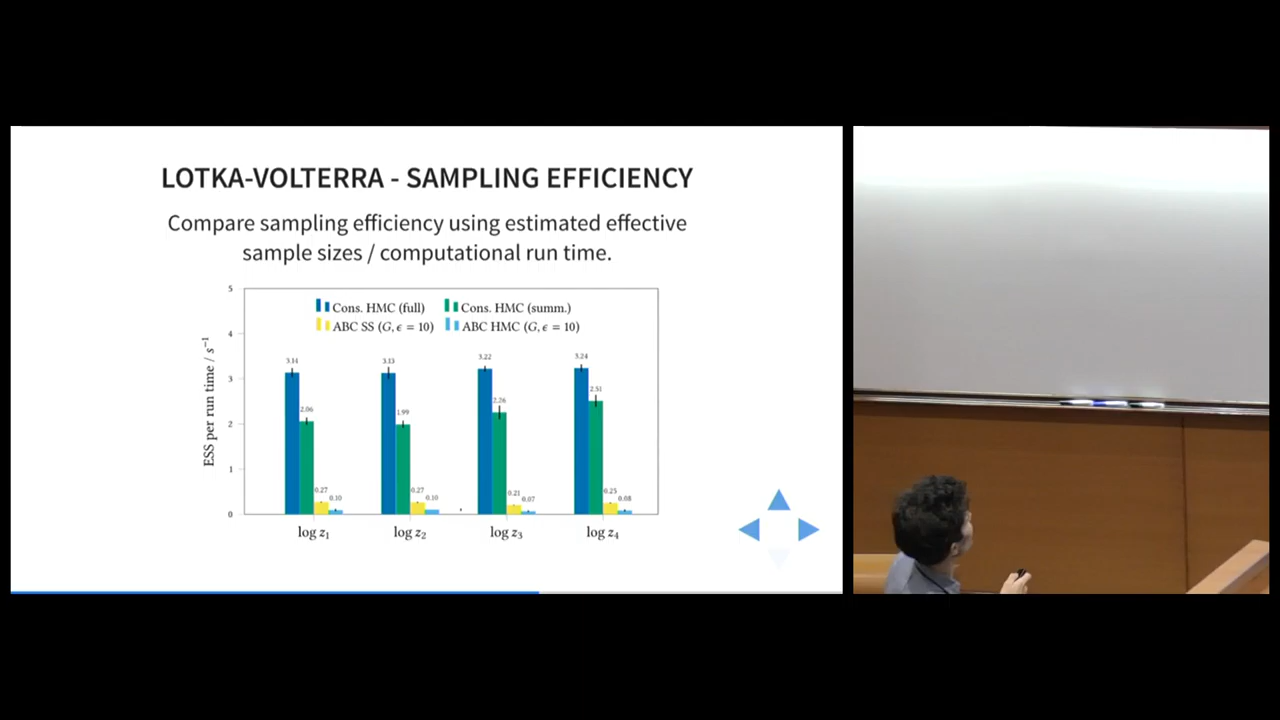 LOTKA-VOLTERRA - SAMPLING EFFICIENCY
Compare sampling efficiency using estimated effective
sample sizes / computational run time.
Cons. HMC (full) Cons. HMC (summ.)
ABC SS (G, ϵ = 10) ABC HMC (G, ϵ = 10)
ESS per run time / s⁻¹
5
4
3
2
1
0
3.14 2.06 0.27 0.10
3.13 1.99 0.27 0.10
3.22 2.26 0.21 0.07
3.24 2.51 0.25 0.08
log z₁ log z₂ log z₃ log z₄